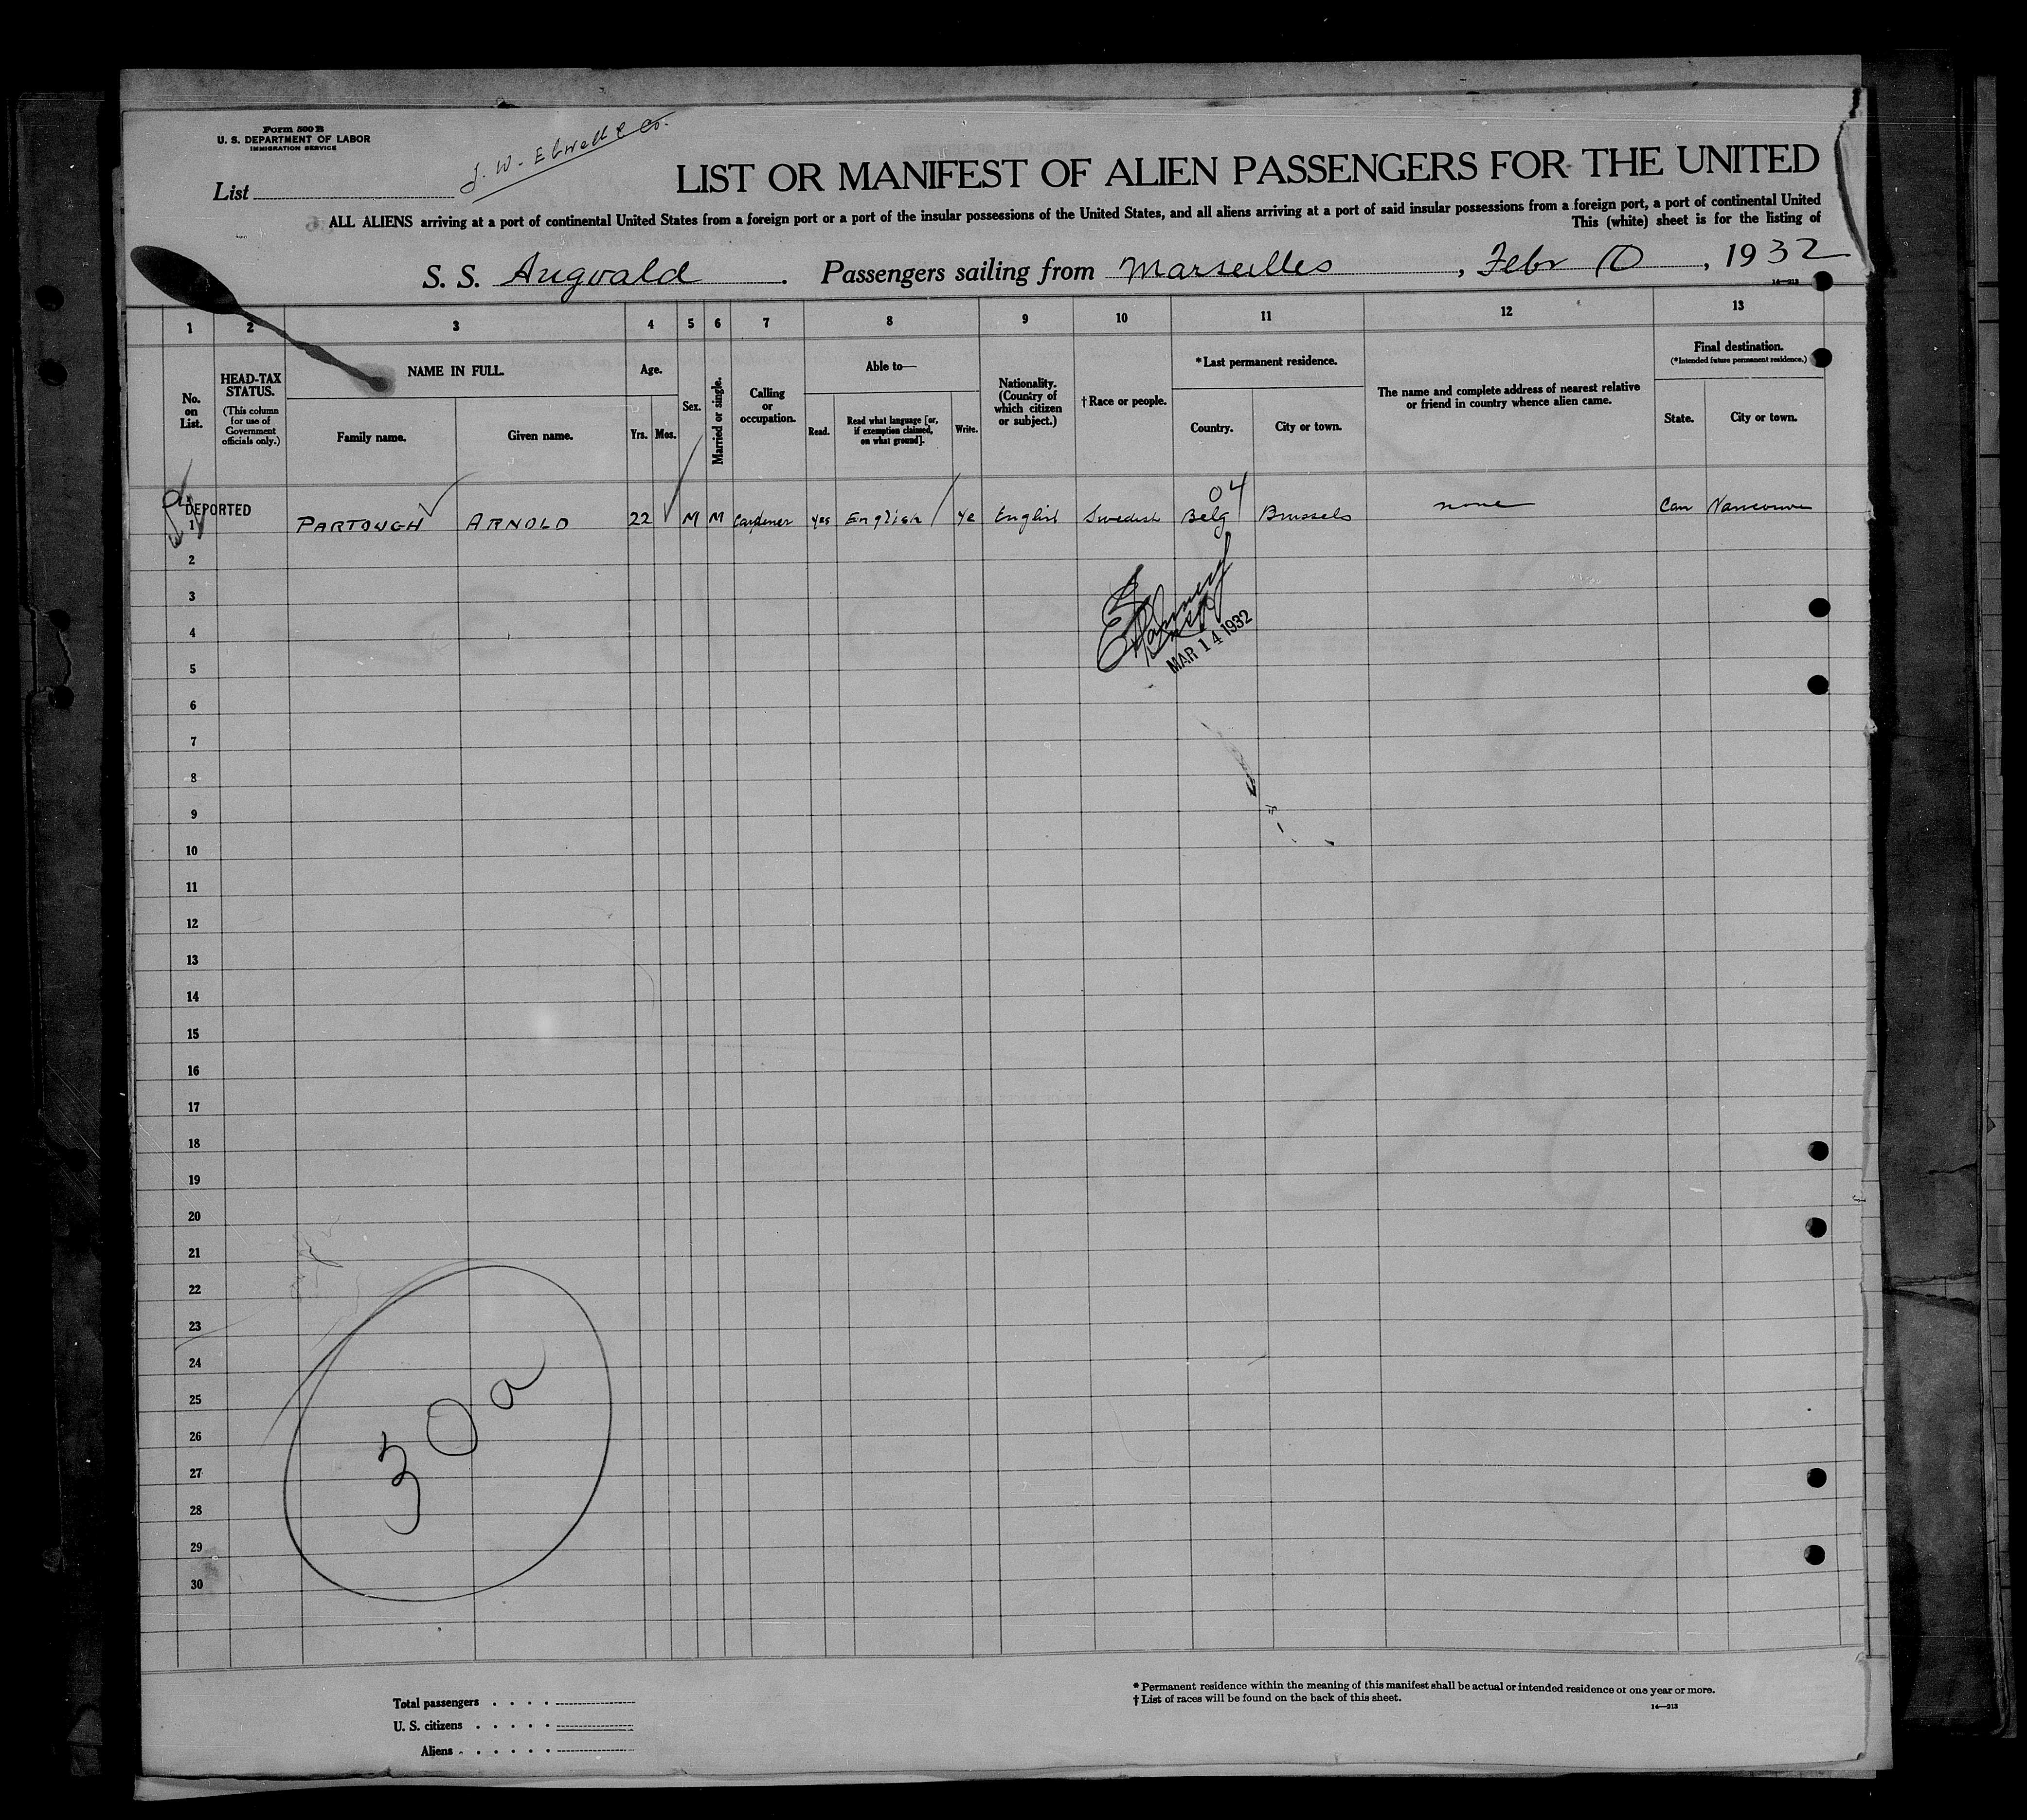 Form 500 B
U. S. DEPARTMENT OF LABOR
IMMIGRATION SERVICE
J. W. Elwell & Co.
List
LIST OR MANIFEST OF ALIEN PASSENGERS FOR THE UNITED
ALL ALIENS arriving at a port of continental United States from a foreign port or a port of the insular possessions of the United States, and all aliens arriving at a port of said insular possessions from a foreign port, a port of continental United
This (white) sheet is for the listing of
S. S. Augvald . Passengers sailing from Marseilles , Febr 10 , 1932
14—213
1 2 3 4 5 6 7 8 9 10 11 12 13
No. on List.
HEAD-TAX STATUS.
(This column for use of Government officials only.)
NAME IN FULL.
Family name. Given name.
Age.
Yrs. Mos.
Sex.
Married or single.
Calling or occupation.
Able to—
Read. Read what language [or, if exemption claimed, on what ground]. Write.
Nationality. (Country of which citizen or subject.)
†Race or people.
*Last permanent residence.
Country. City or town.
The name and complete address of nearest relative or friend in country whence alien came.
Final destination.
(*Intended future permanent residence.)
State. City or town.
04
DEPORTED
1 PARTOUGH ARNOLD 22 M M Gardener yes English ye English Swedish Belg Brussels none Can Vancouver
2
3
4
MAR 14 1932
5
6
7
8
9
10
11
12
13
14
15
16
17
18
19
20
21
22
23
24
25
26
27
28
29
30
30a
Total passengers
U. S. citizens
Aliens
* Permanent residence within the meaning of this manifest shall be actual or intended residence of one year or more.
† List of races will be found on the back of this sheet.
14—213